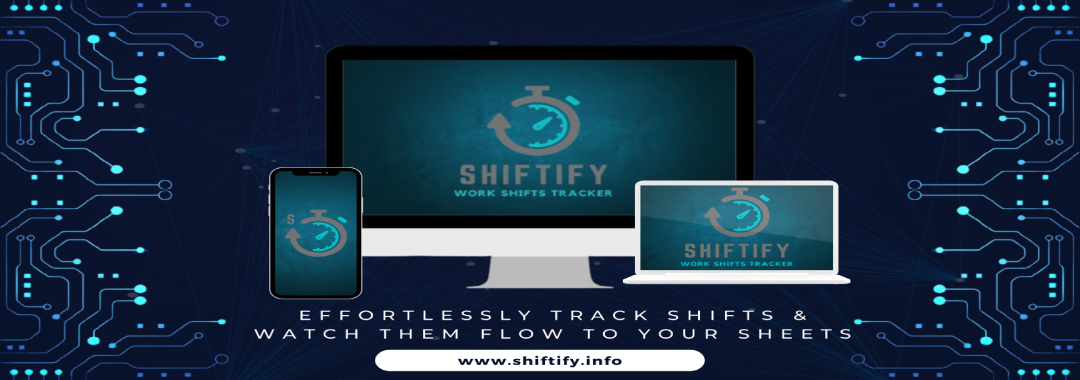 SHIFTIFY
WORK SHIFTS TRACKER
S
SHIFTIFY
WORK SHIFTS TRACKER
EFFORTLESSLY TRACK SHIFTS &
WATCH THEM FLOW TO YOUR SHEETS
www.shiftify.info